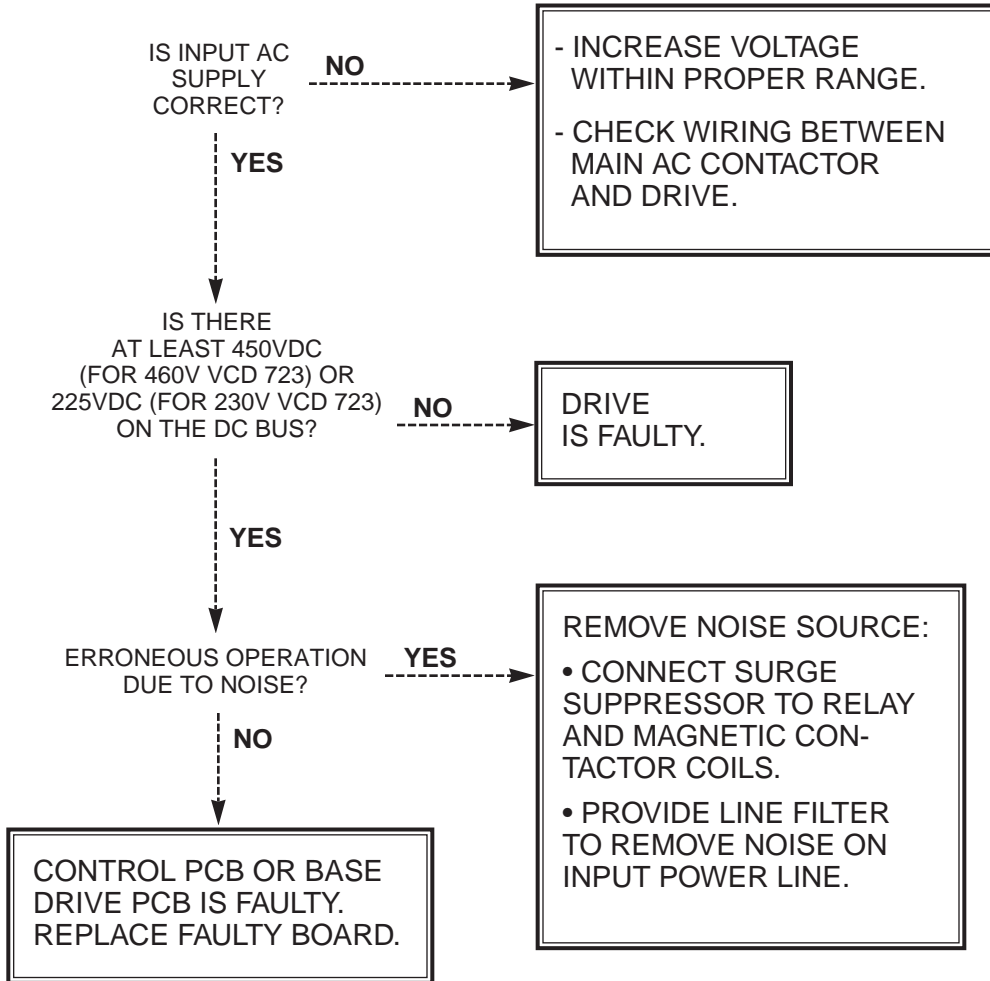 IS INPUT AC
SUPPLY
CORRECT?
NO
- INCREASE VOLTAGE
WITHIN PROPER RANGE.
- CHECK WIRING BETWEEN
MAIN AC CONTACTOR
AND DRIVE.
YES
IS THERE
AT LEAST 450VDC
(FOR 460V VCD 723) OR
225VDC (FOR 230V VCD 723)
ON THE DC BUS?
NO
DRIVE
IS FAULTY.
YES
ERRONEOUS OPERATION
DUE TO NOISE?
YES
REMOVE NOISE SOURCE:
• CONNECT SURGE
SUPPRESSOR TO RELAY
AND MAGNETIC CON-
TACTOR COILS.
• PROVIDE LINE FILTER
TO REMOVE NOISE ON
INPUT POWER LINE.
NO
CONTROL PCB OR BASE
DRIVE PCB IS FAULTY.
REPLACE FAULTY BOARD.